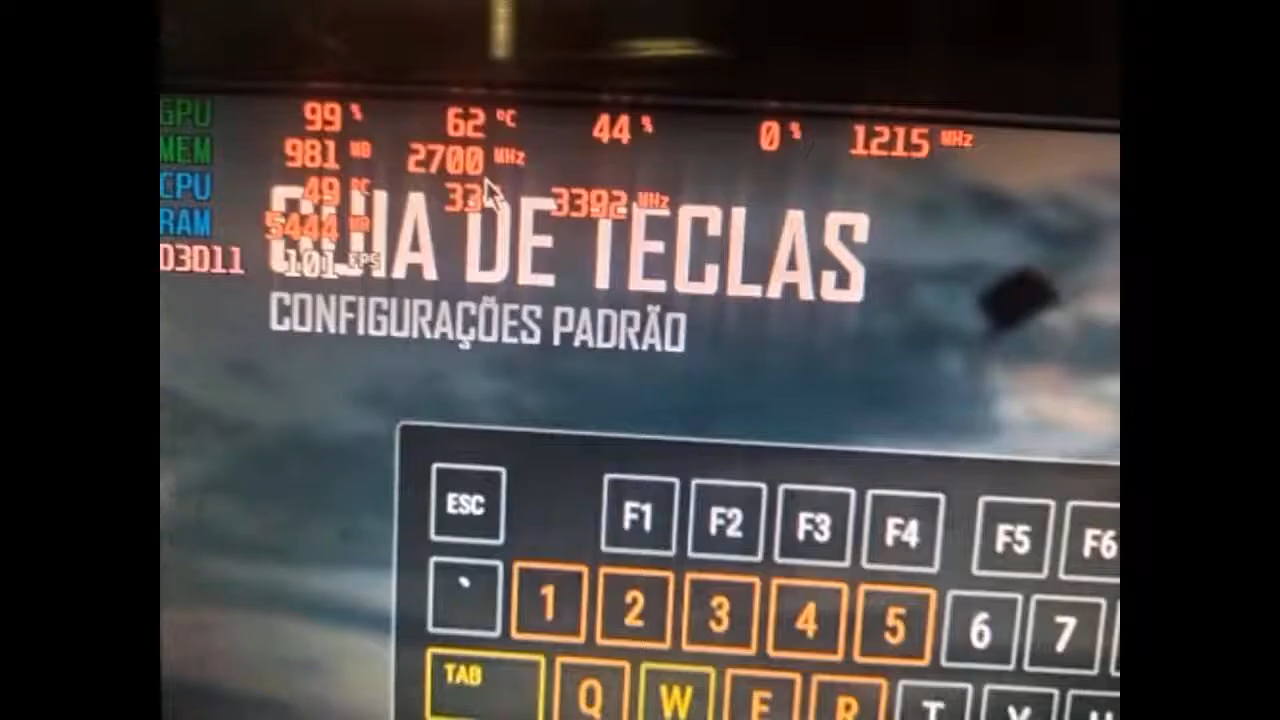 GPU 99 % 62 °C 44 % 0 % 1215 MHz
MEM 981 MB 2700 MHz
CPU 49 °C 33 3392 MHz
RAM 5444 MB
D3D11 101 FPS
GUIA DE TECLAS
CONFIGURAÇÕES PADRÃO
ESC F1 F2 F3 F4 F5 F6
` 1 2 3 4 5 6 7
TAB Q W E R T Y U